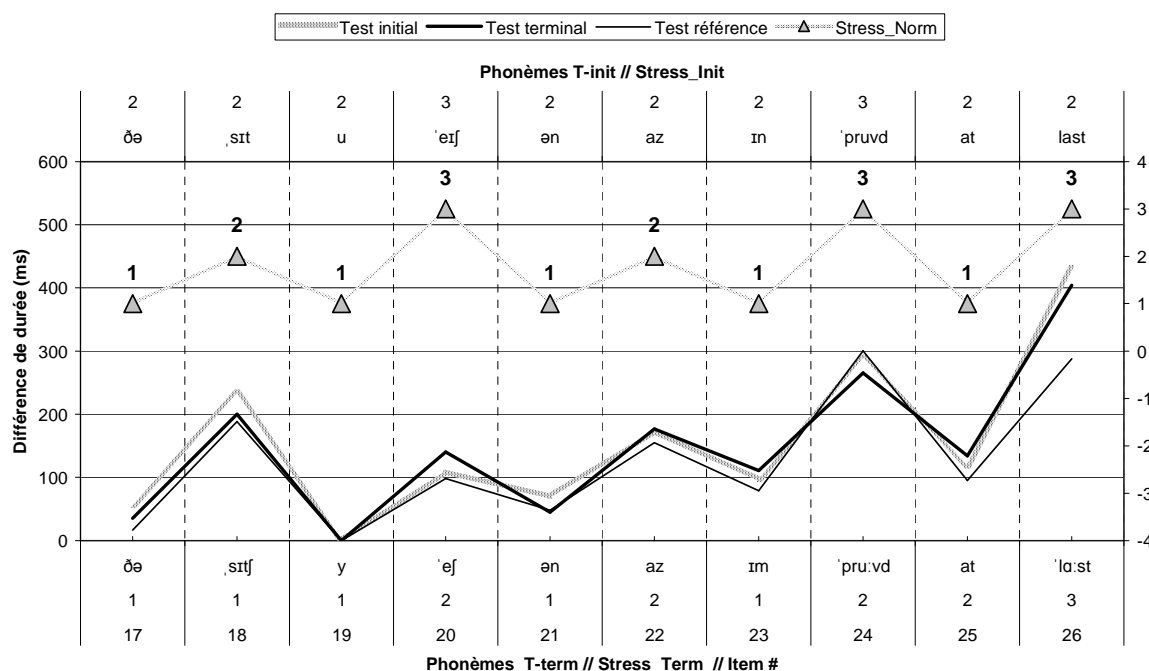 Test initial Test terminal Test référence Stress_Norm
Phonèmes T-init // Stress_Init
2 2 2 3 2 2 2 3 2 2
ðə ˌsɪt u ˈeɪʃ ən az ɪn ˈpruvd at last
600 4
3 3 3
500 3
2 2
400 2
1 1 1 1 1
300 1
200 0
100 -1
0 -2
-3
-4
Différence de durée (ms)
ðə ˌsɪtʃ y ˈeʃ ən az ɪm ˈpruːvd at ˈlɑːst
1 1 1 2 1 2 1 2 2 3
17 18 19 20 21 22 23 24 25 26
Phonèmes_T-term // Stress_Term // Item #